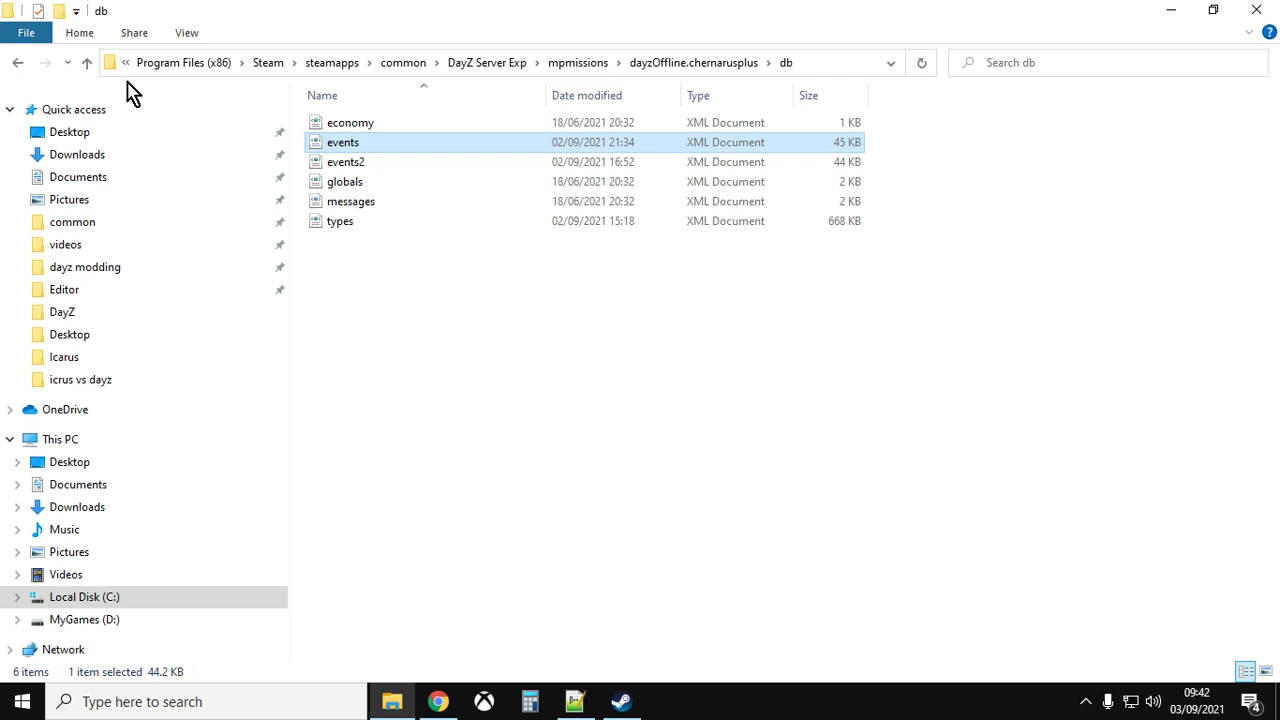 db
File Home Share View
« Program Files (x86) › Steam › steamapps › common › DayZ Server Exp › mpmissions › dayzOffline.chernarusplus › db
Search db
Name Date modified Type Size
economy 18/06/2021 20:32 XML Document 1 KB
events 02/09/2021 21:34 XML Document 45 KB
events2 02/09/2021 16:52 XML Document 44 KB
globals 18/06/2021 20:32 XML Document 2 KB
messages 18/06/2021 20:32 XML Document 2 KB
types 02/09/2021 15:18 XML Document 668 KB
Quick access
Desktop
Downloads
Documents
Pictures
common
videos
dayz modding
Editor
DayZ
Desktop
Icarus
icrus vs dayz
OneDrive
This PC
Desktop
Documents
Downloads
Music
Pictures
Videos
Local Disk (C:)
MyGames (D:)
Network
6 items 1 item selected 44.2 KB
Type here to search
09:42
03/09/2021
4